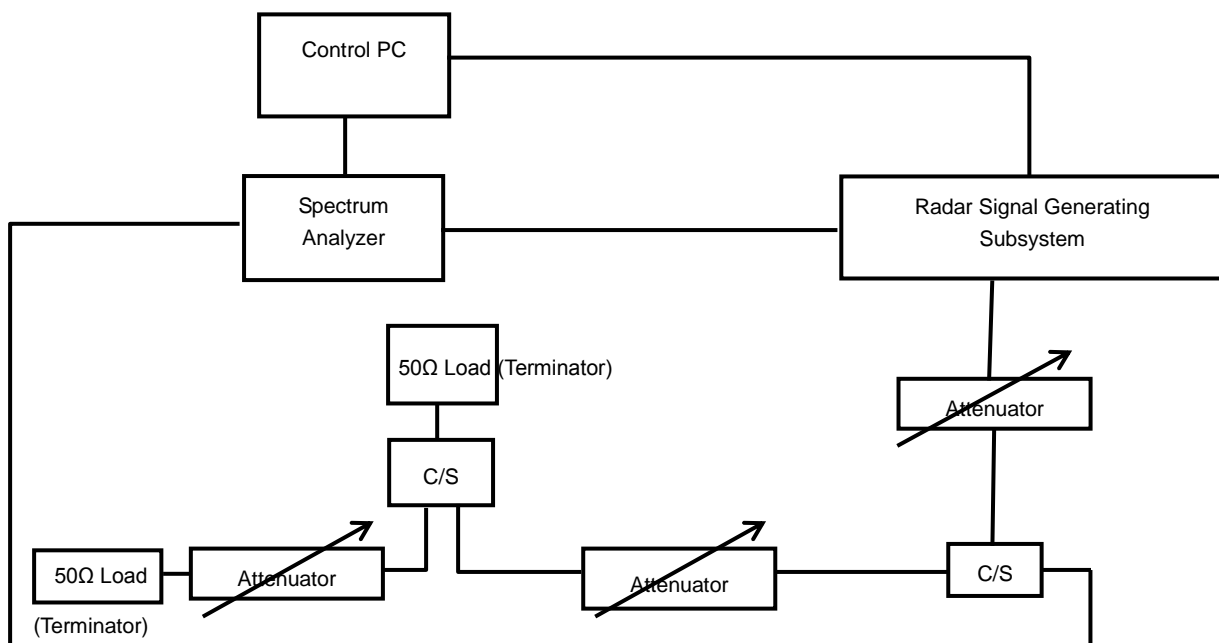 Control PC
Spectrum
Analyzer
Radar Signal Generating
Subsystem
50Ω Load (Terminator)
Attenuator
C/S
50Ω Load
(Terminator)
Attenuator
Attenuator
C/S